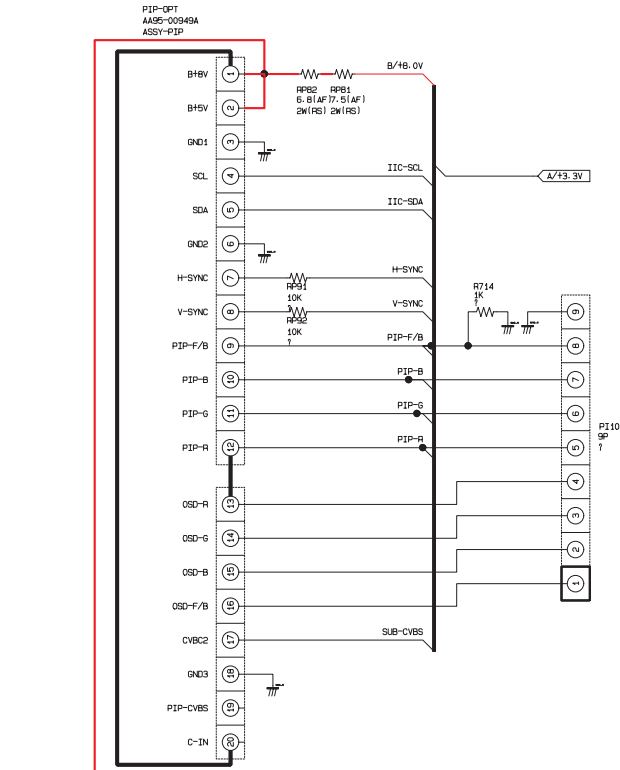 PIP-OPT
AA95-00949A
ASSY-PIP
B/+8.0V
B+8V 1
RP82 RP81
6.8(AF)7.5(AF)
2W(RS) 2W(RS)
B+5V 2
GND1 3
SCL 4 IIC-SCL
A/+3.3V
SDA 5 IIC-SDA
GND2 6
H-SYNC 7 H-SYNC
RP91
10K
?
V-SYNC 8 V-SYNC
RP92
10K
?
R714
1K
?
9
PIP-F/B 9 PIP-F/B 8
PIP-B 10 PIP-B 7
PIP-G 11 PIP-G 6
PIP-R 12 PIP-R 5
PI10
9P
?
4
OSD-R 13
3
OSD-G 14
2
OSD-B 15
1
OSD-F/B 16
CVBC2 17 SUB-CVBS
GND3 18
PIP-CVBS 19
C-IN 20